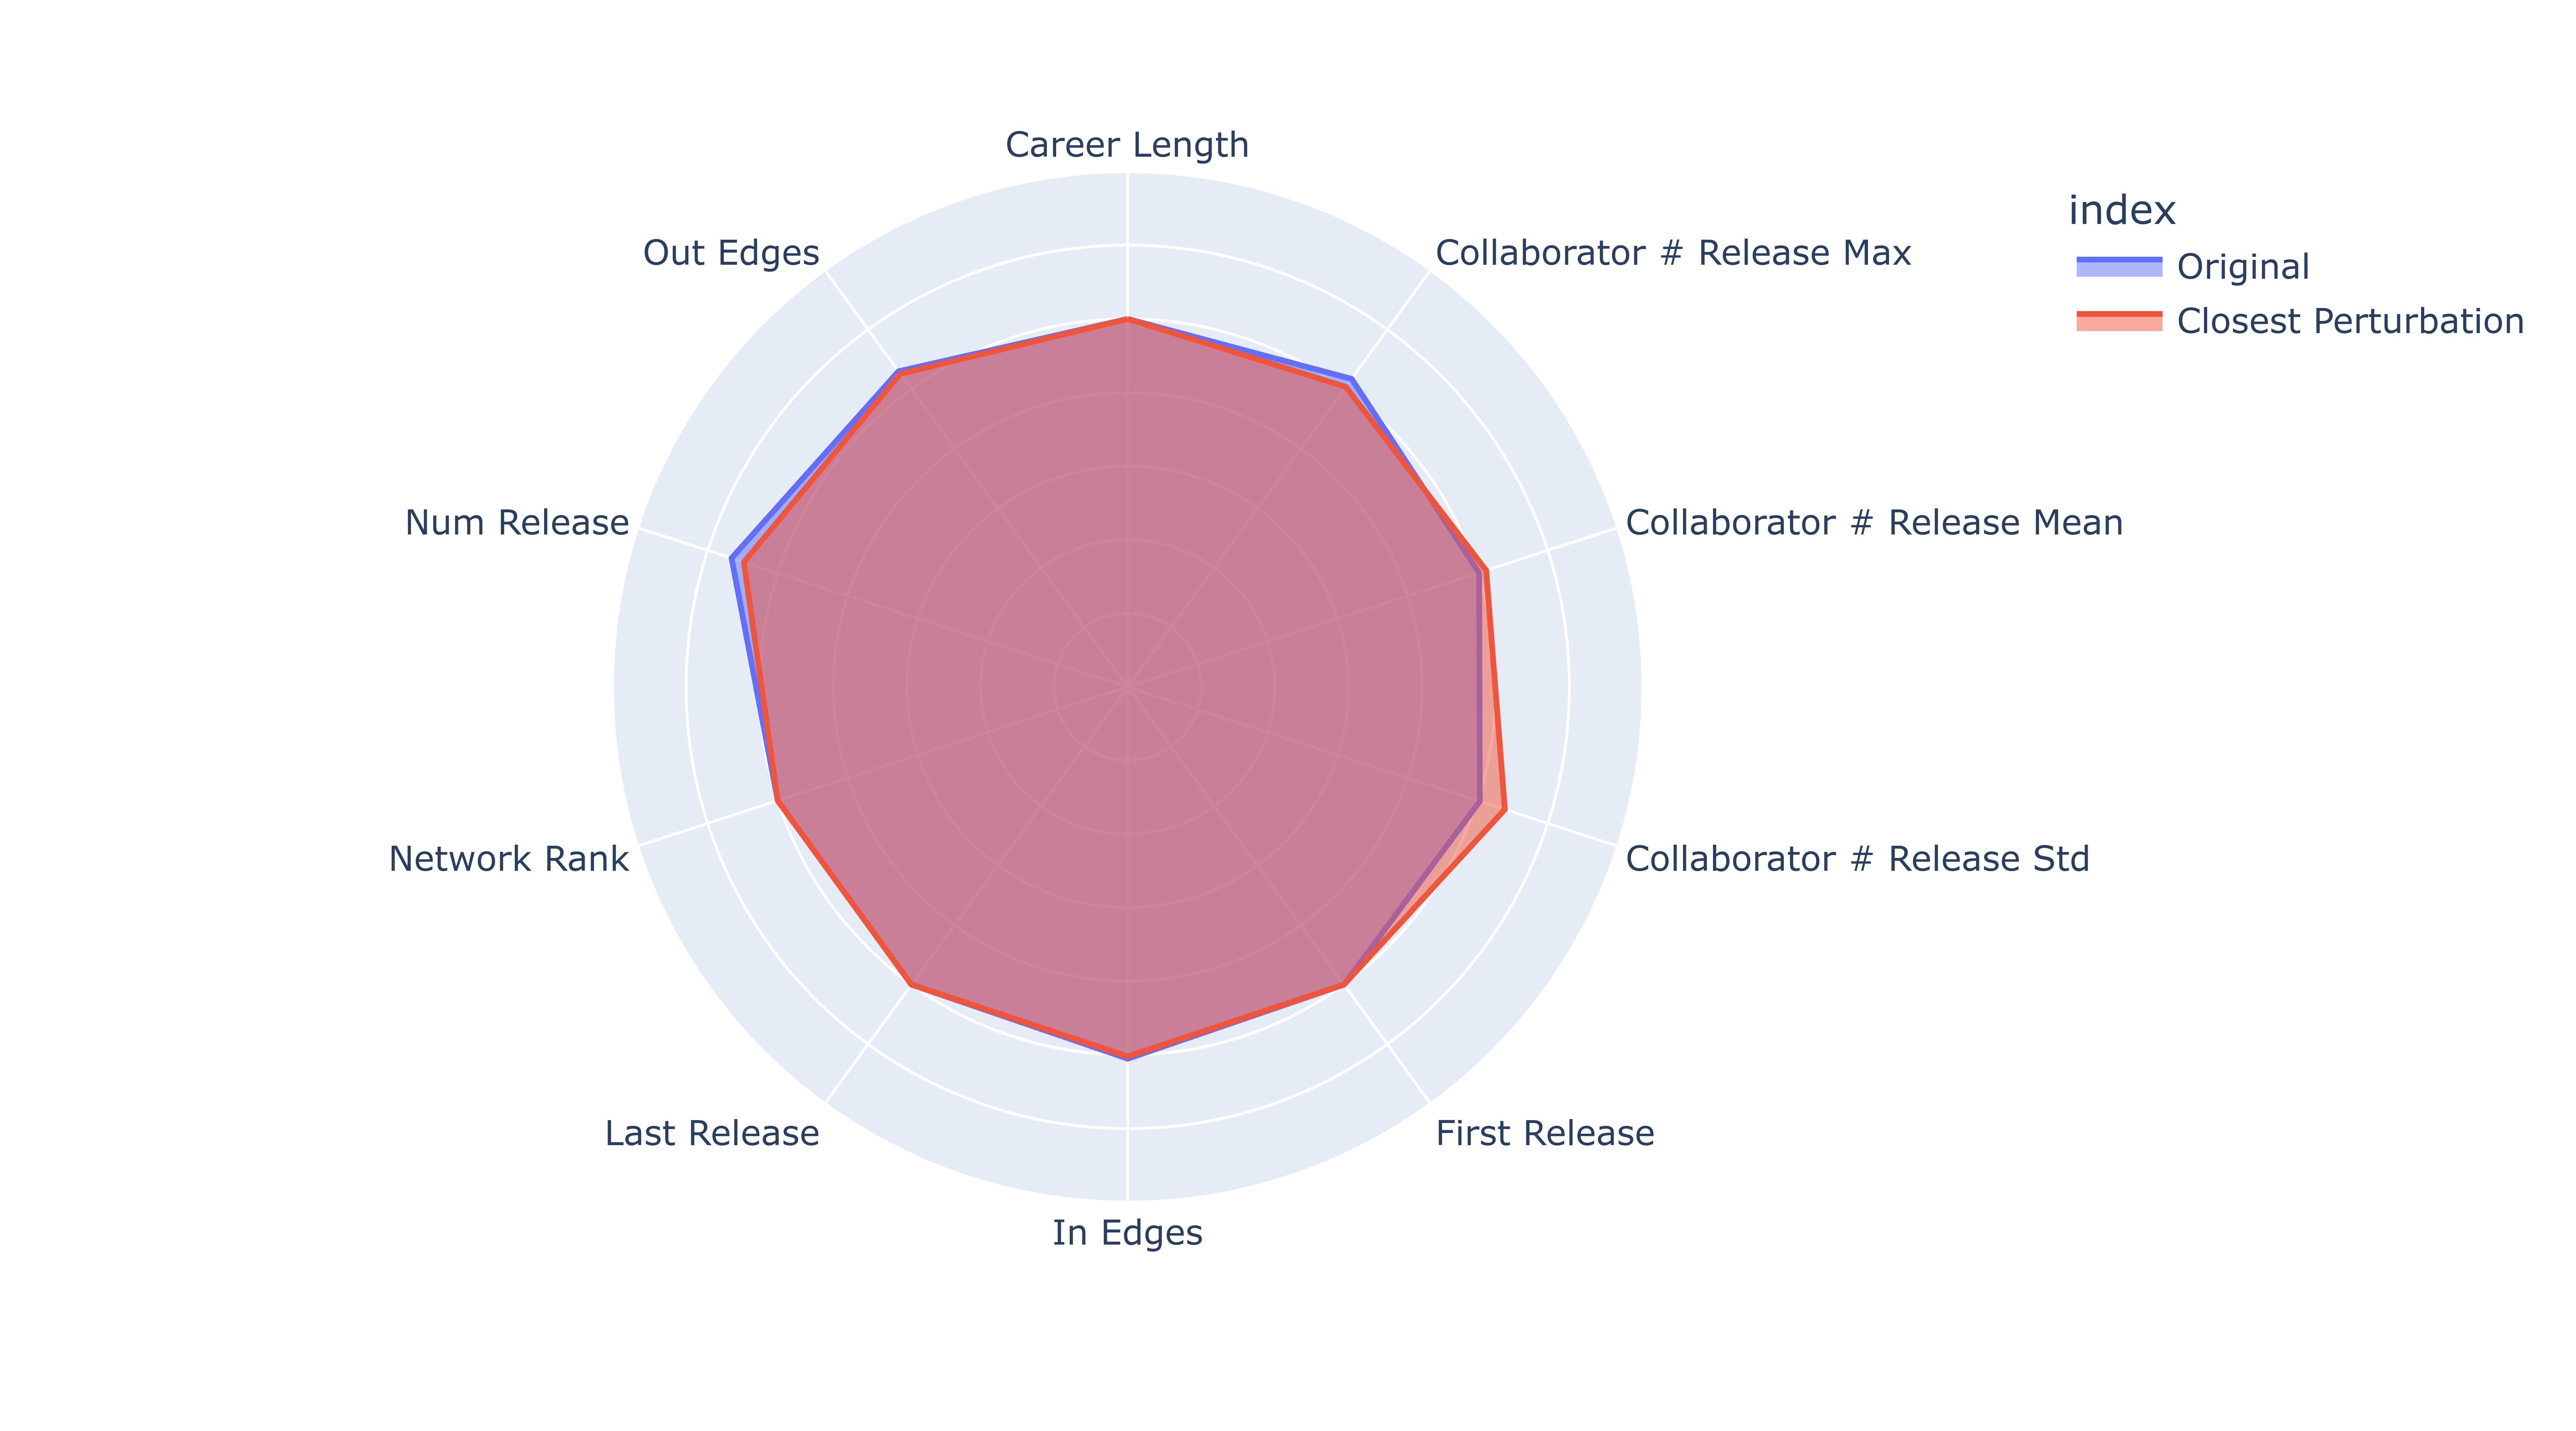 Career Length
Collaborator # Release Max
Collaborator # Release Mean
Collaborator # Release Std
First Release
In Edges
Last Release
Network Rank
Num Release
Out Edges
index
Original
Closest Perturbation